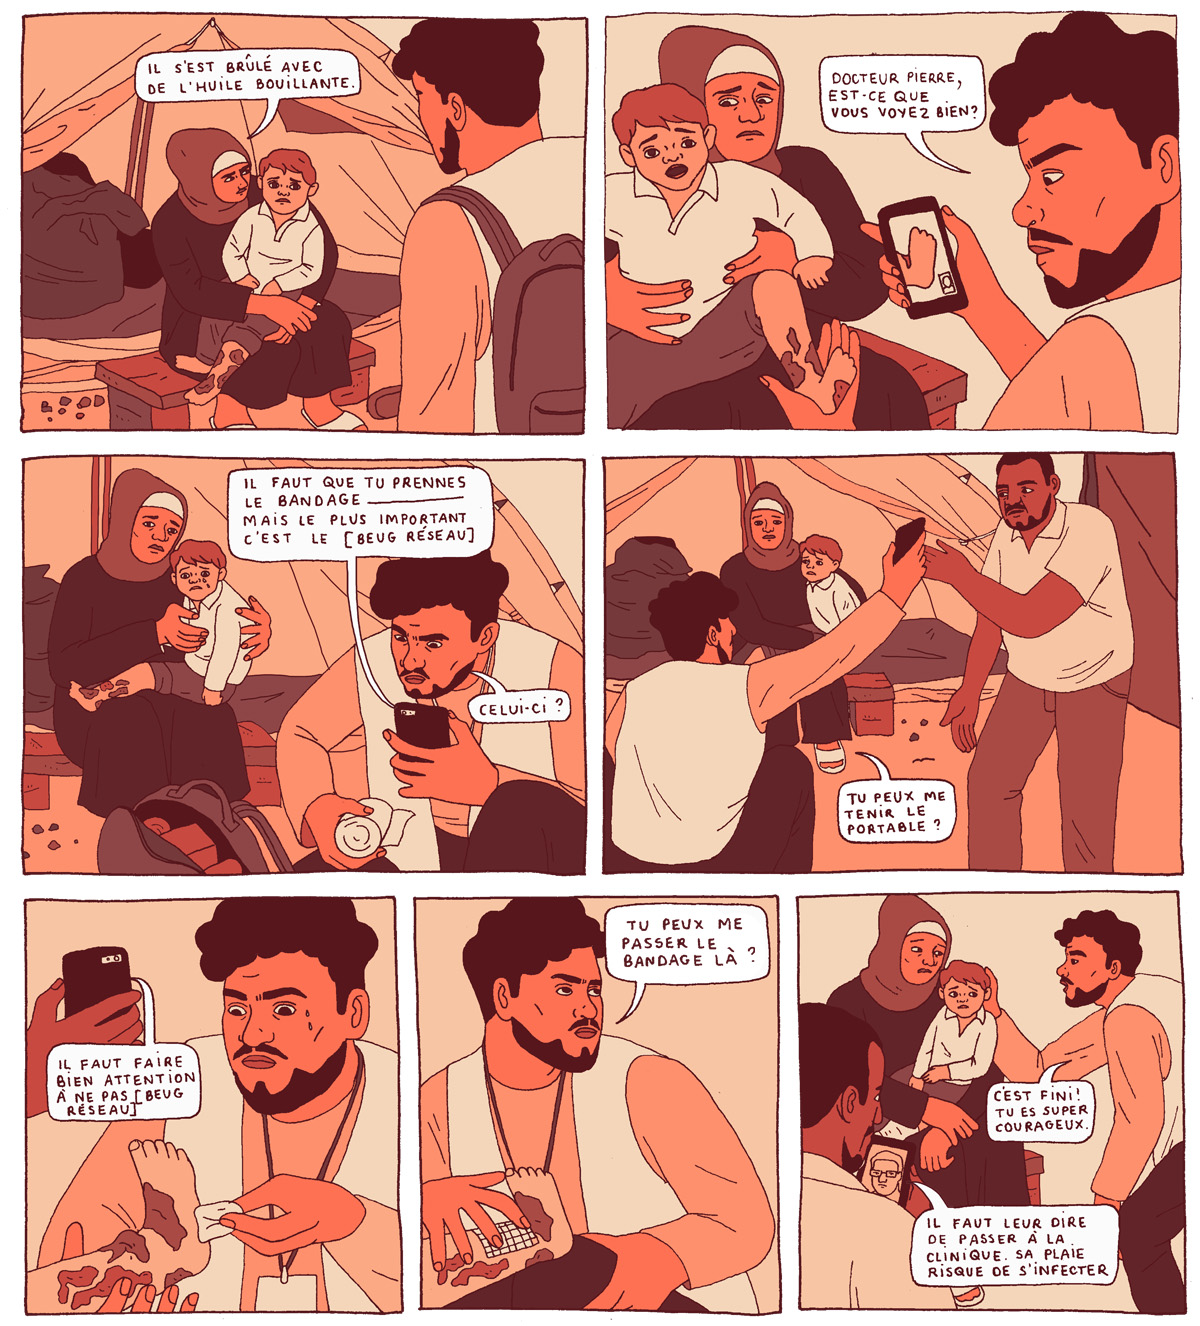 IL S'EST BRÛLÉ AVEC
DE L'HUILE BOUILLANTE.
DOCTEUR PIERRE,
EST-CE QUE
VOUS VOYEZ BIEN?
IL FAUT QUE TU PRENNES
LE BANDAGE
MAIS LE PLUS IMPORTANT
C'EST LE [BEUG RÉSEAU]
CELUI-CI ?
TU PEUX ME
TENIR LE
PORTABLE ?
IL FAUT FAIRE
BIEN ATTENTION
À NE PAS [BEUG
RÉSEAU]
TU PEUX ME
PASSER LE
BANDAGE LÀ ?
C'EST FINI!
TU ES SUPER
COURAGEUX.
IL FAUT LEUR DIRE
DE PASSER À LA
CLINIQUE. SA PLAIE
RISQUE DE S'INFECTER